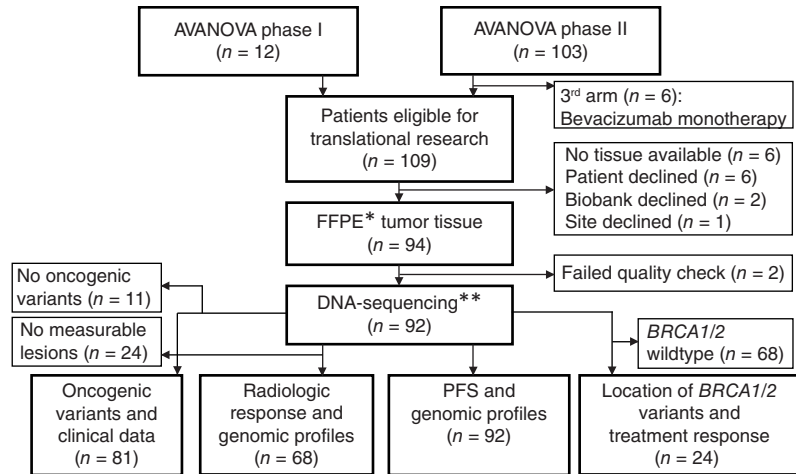 AVANOVA phase I
(n = 12)
AVANOVA phase II
(n = 103)
3rd arm (n = 6):
Bevacizumab monotherapy
Patients eligible for
translational research
(n = 109)
No tissue available (n = 6)
Patient declined (n = 6)
Biobank declined (n = 2)
Site declined (n = 1)
FFPE* tumor tissue
(n = 94)
Failed quality check (n = 2)
No oncogenic
variants (n = 11)
DNA-sequencing**
(n = 92)
No measurable
lesions (n = 24)
BRCA1/2
wildtype (n = 68)
Oncogenic
variants and
clinical data
(n = 81)
Radiologic
response and
genomic profiles
(n = 68)
PFS and
genomic profiles
(n = 92)
Location of BRCA1/2
variants and
treatment response
(n = 24)